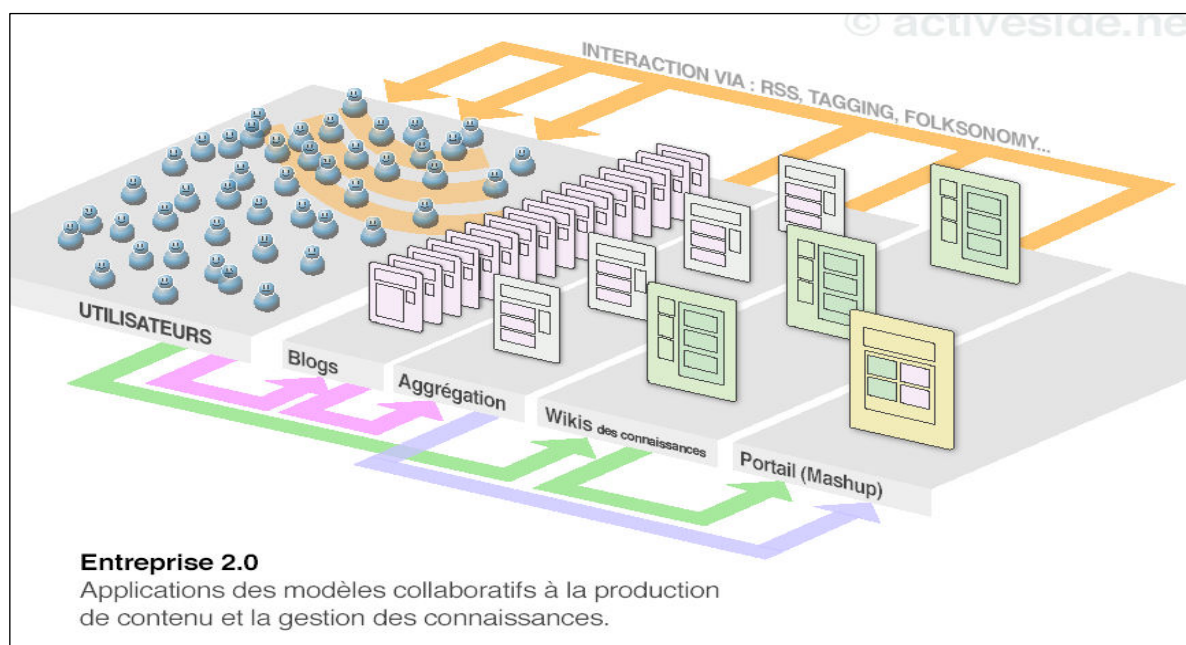 © activeside.ne
INTERACTION VIA : RSS, TAGGING, FOLKSONOMY...
UTILISATEURS
Blogs
Aggrégation
Wikis des connaissances
Portail (Mashup)
Entreprise 2.0
Applications des modèles collaboratifs à la production
de contenu et la gestion des connaissances.